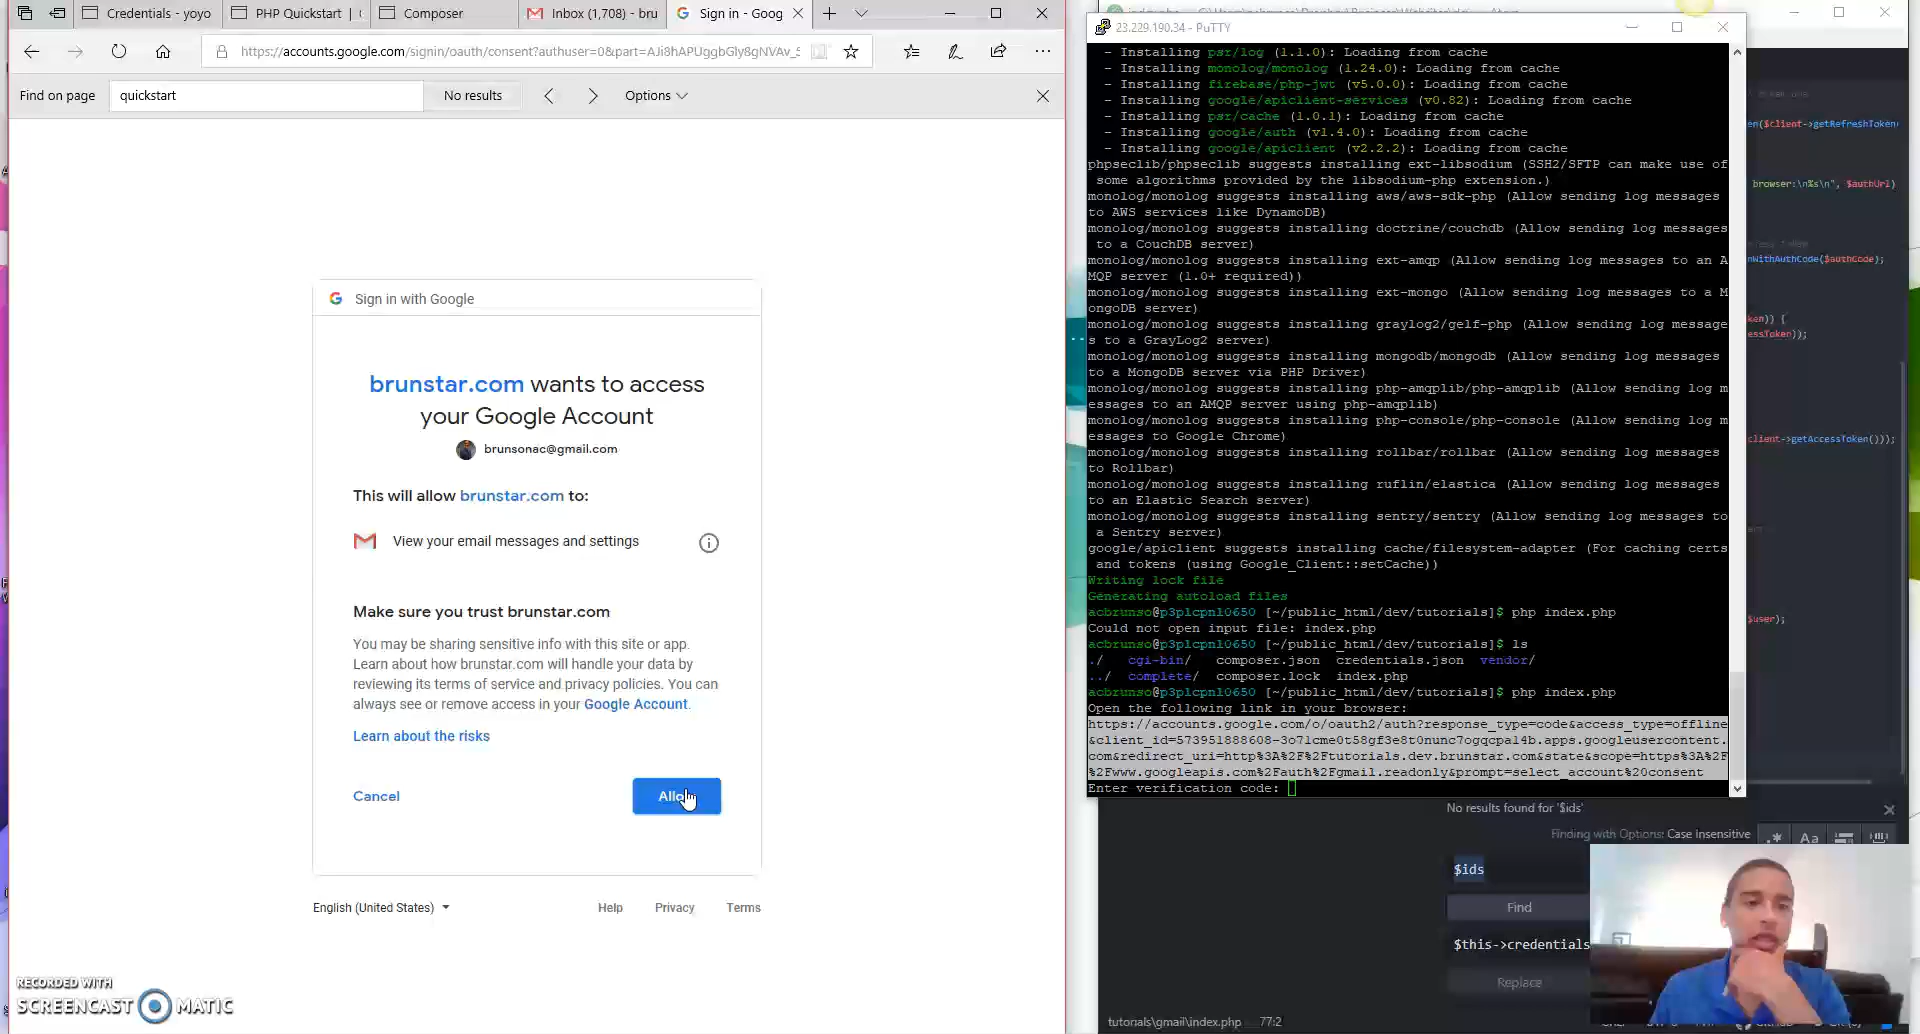 Credentials - yoyo
PHP Quickstart
Composer
Inbox (1,708) - bru
Sign in - Goog
https://accounts.google.com/signin/oauth/consent?authuser=0&part=AJi8hAPUggbGly8gNVAv_S
Find on page
quickstart
No results
Options
Sign in with Google
brunstar.com wants to access
your Google Account
brunsonac@gmail.com
This will allow brunstar.com to:
View your email messages and settings
Make sure you trust brunstar.com
You may be sharing sensitive info with this site or app.
Learn about how brunstar.com will handle your data by
reviewing its terms of service and privacy policies. You can
always see or remove access in your Google Account.
Learn about the risks
Cancel
Allow
English (United States)
Help
Privacy
Terms
RECORDED WITH
SCREENCAST MATIC
23.229.190.34 - PuTTY
- Installing psr/log (1.1.0): Loading from cache
- Installing monolog/monolog (1.24.0): Loading from cache
- Installing firebase/php-jwt (v5.0.0): Loading from cache
- Installing google/apiclient-services (v0.82): Loading from cache
- Installing psr/cache (1.0.1): Loading from cache
- Installing google/auth (v1.4.0): Loading from cache
- Installing google/apiclient (v2.2.2): Loading from cache
phpseclib/phpseclib suggests installing ext-libsodium (SSH2/SFTP can make use of
some algorithms provided by the libsodium-php extension.)
monolog/monolog suggests installing aws/aws-sdk-php (Allow sending log messages
to AWS services like DynamoDB)
monolog/monolog suggests installing doctrine/couchdb (Allow sending log messages
to a CouchDB server)
monolog/monolog suggests installing ext-amqp (Allow sending log messages to an A
MQP server (1.0+ required))
monolog/monolog suggests installing ext-mongo (Allow sending log messages to a M
ongoDB server)
monolog/monolog suggests installing graylog2/gelf-php (Allow sending log message
s to a GrayLog2 server)
monolog/monolog suggests installing mongodb/mongodb (Allow sending log messages
to a MongoDB server via PHP Driver)
monolog/monolog suggests installing php-amqplib/php-amqplib (Allow sending log m
essages to an AMQP server using php-amqplib)
monolog/monolog suggests installing php-console/php-console (Allow sending log m
essages to Google Chrome)
monolog/monolog suggests installing rollbar/rollbar (Allow sending log messages
to Rollbar)
monolog/monolog suggests installing ruflin/elastica (Allow sending log messages
to an Elastic Search server)
monolog/monolog suggests installing sentry/sentry (Allow sending log messages to
a Sentry server)
google/apiclient suggests installing cache/filesystem-adapter (For caching certs
and tokens (using Google_Client::setCache))
Writing lock file
Generating autoload files
acbrunso@p3plcpnl0650 [~/public_html/dev/tutorials]$ php index.php
Could not open input file: index.php
acbrunso@p3plcpnl0650 [~/public_html/dev/tutorials]$ ls
./ cgi-bin/ composer.json credentials.json vendor/
../ complete/ composer.lock index.php
acbrunso@p3plcpnl0650 [~/public_html/dev/tutorials]$ php index.php
Open the following link in your browser:
https://accounts.google.com/o/oauth2/auth?response_type=code&access_type=offline
&client_id=573951888608-3o71cme0t58gf3e8t0nunc7ogqcpa14b.apps.googleusercontent.
com&redirect_uri=http%3A%2F%2Ftutorials.dev.brunstar.com&state&scope=https%3A%2F
%2Fwww.googleapis.com%2Fauth%2Fgmail.readonly&prompt=select_account%20consent
Enter verification code:
en($client->getRefreshToken
browser:\n%s\n", $authUrl)
nWithAuthCode($authCode);
ken)) {
essToken));
client->getAccessToken()));
$user);
No results found for '$ids'
Finding with Options: Case Insensitive
.* Aa
$ids
Find
$this->credentials
Replace
tutorials\gmail\index.php 77:2